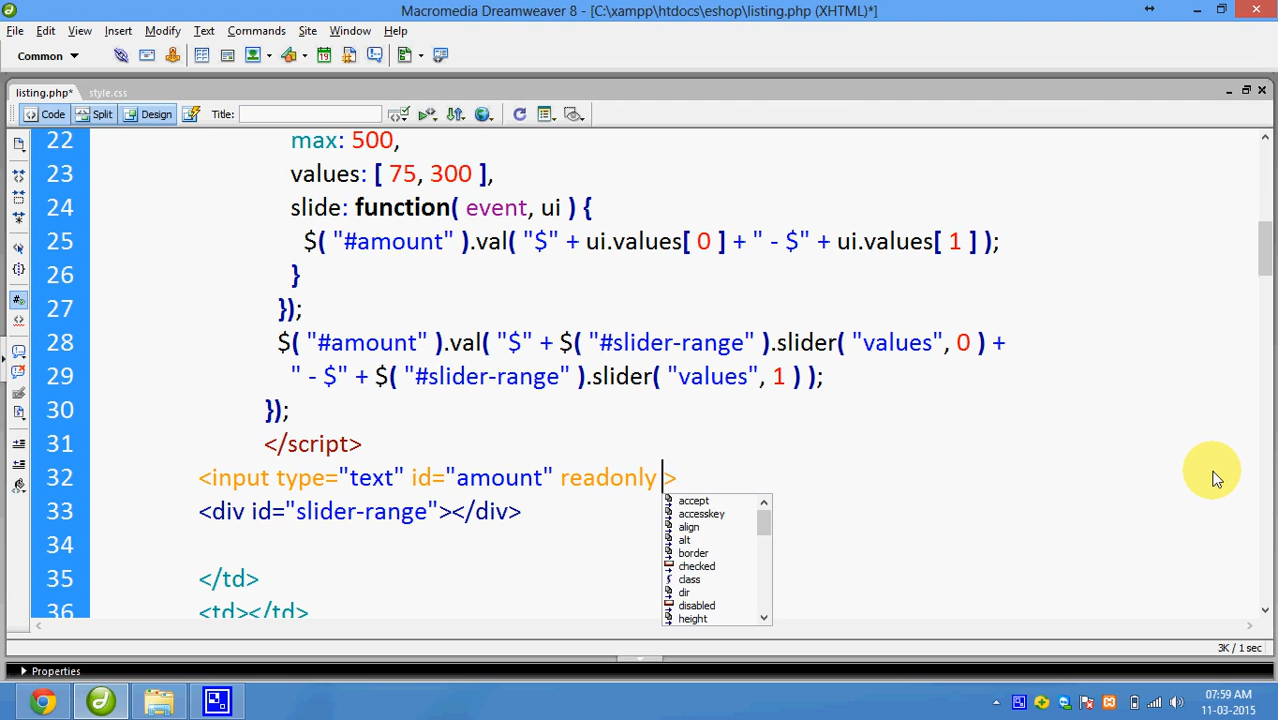 Macromedia Dreamweaver 8 - [C:\xampp\htdocs\eshop\listing.php (XHTML)*]
File Edit View Insert Modify Text Commands Site Window Help
Common
listing.php* style.css
Code Split Design Title:
22 max: 500,
23 values: [ 75, 300 ],
24 slide: function( event, ui ) {
25 $( "#amount" ).val( "$" + ui.values[ 0 ] + " - $" + ui.values[ 1 ] );
26 }
27 });
28 $( "#amount" ).val( "$" + $( "#slider-range" ).slider( "values", 0 ) +
29 " - $" + $( "#slider-range" ).slider( "values", 1 ) );
30 });
31 </script>
32 <input type="text" id="amount" readonly >
accept
33 <div id="slider-range"></div>
accesskey
align
34
alt
border
checked
35 </td>
class
dir
36 <td></td>
disabled
height
3K / 1 sec
Properties
07:59 AM
11-03-2015